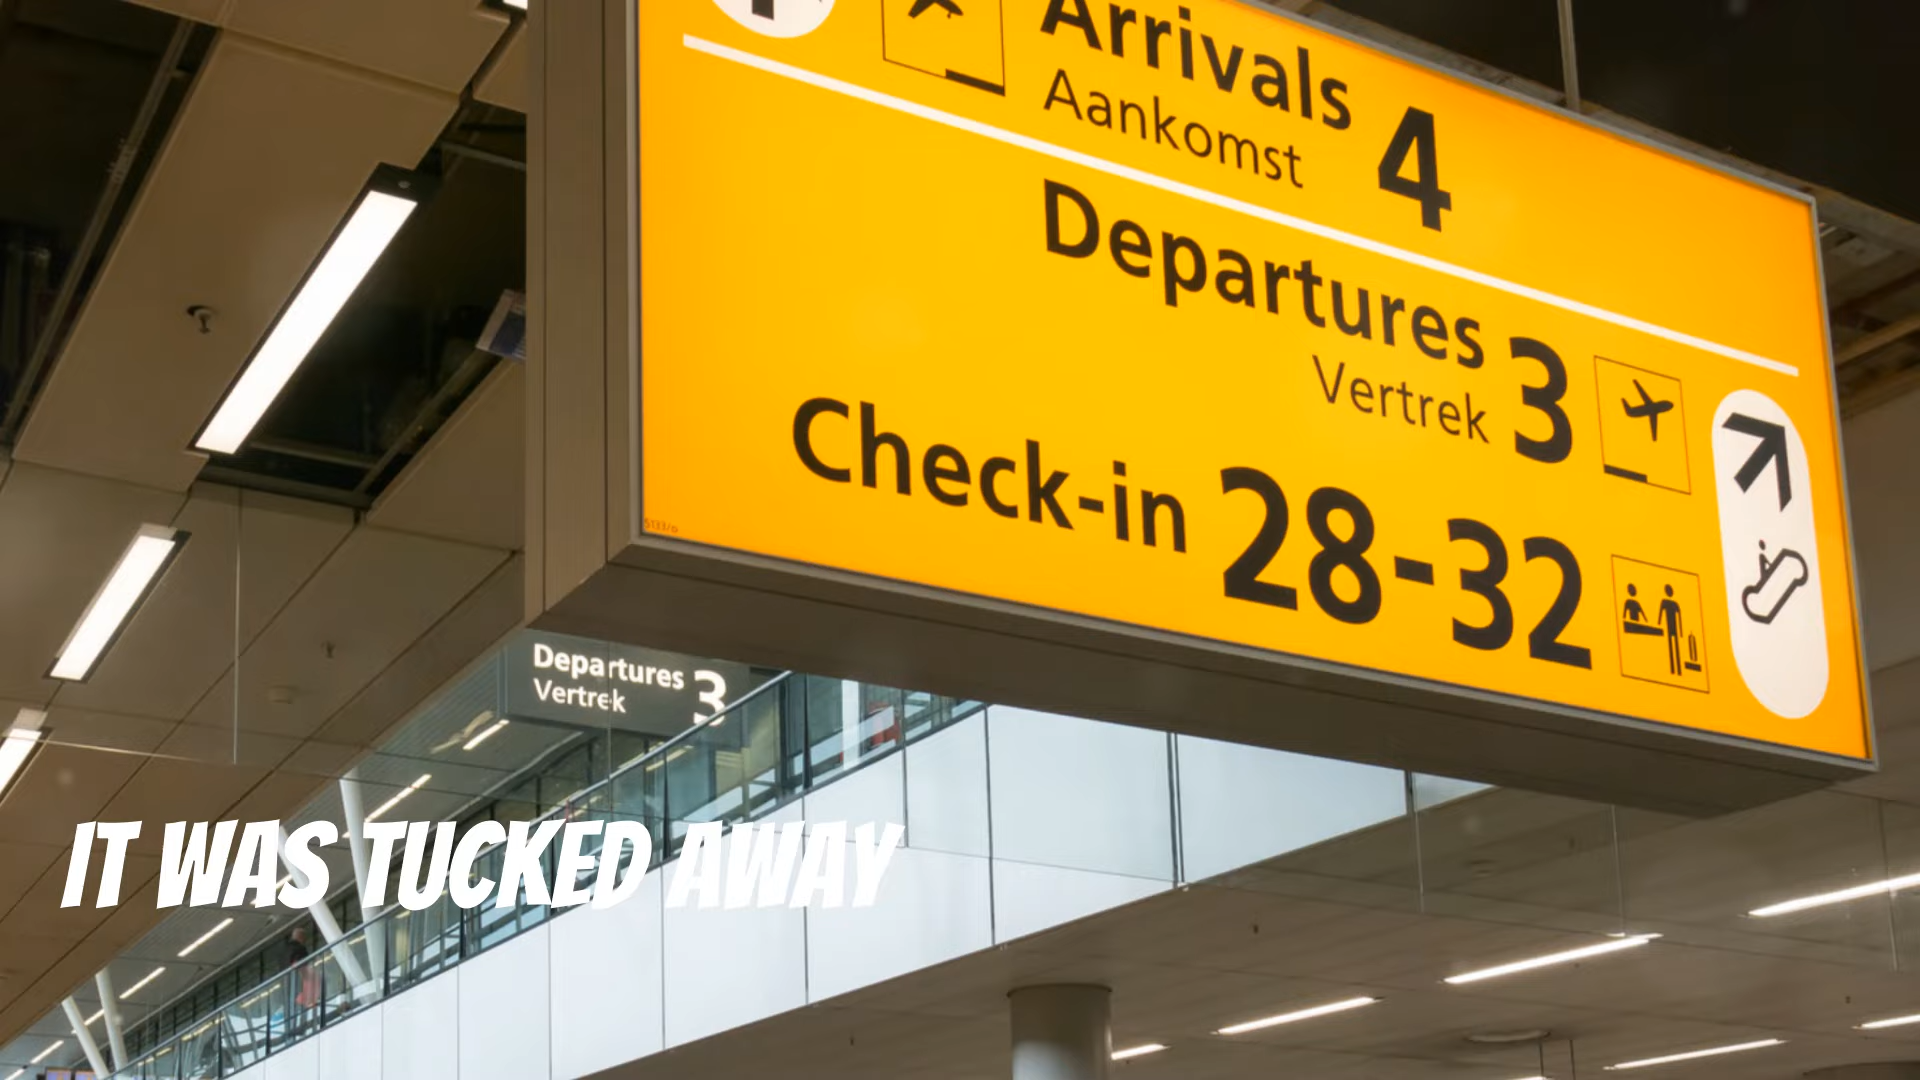 Arrivals 4
Aankomst
Departures 3
Vertrek
Check-in 28-32
Departures 3
Vertrek
IT WAS TUCKED AWAY